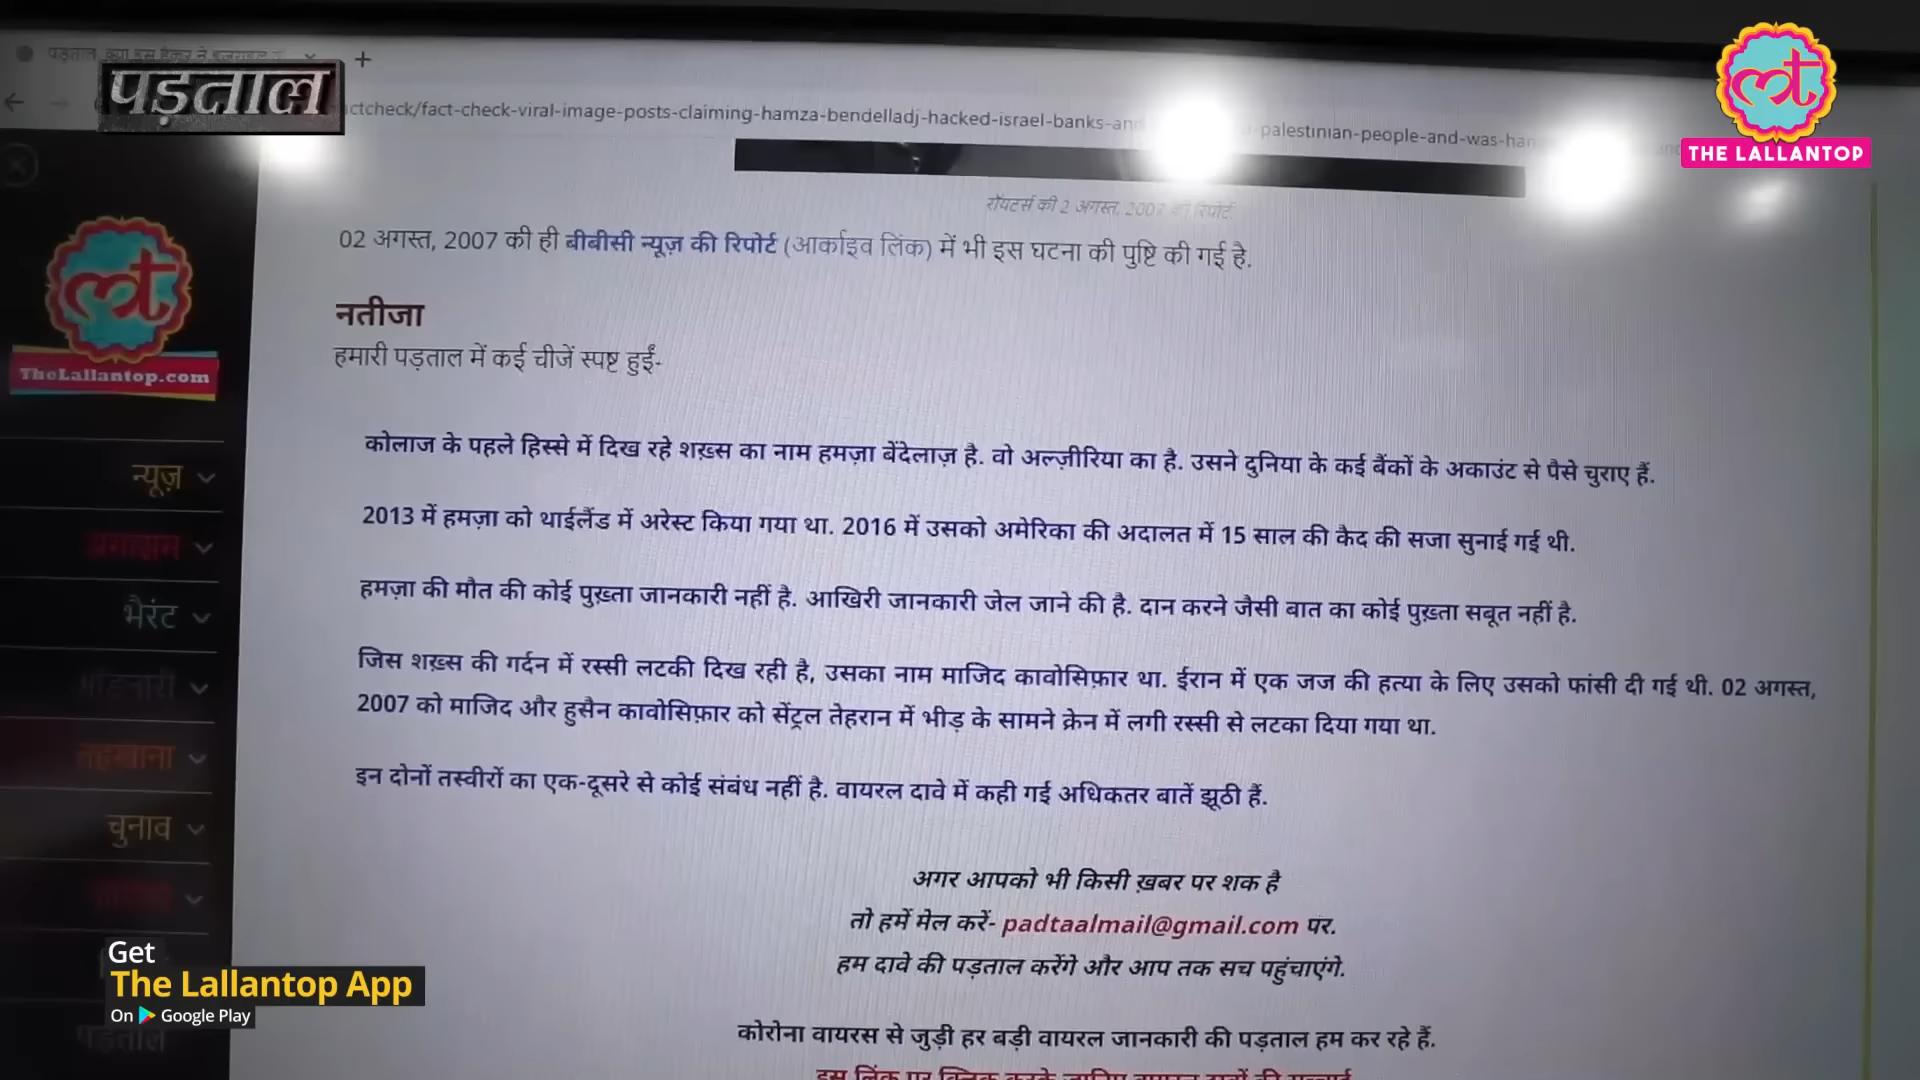 पड़ताल
THE LALLANTOP
ctcheck/fact-check-viral-image-posts-claiming-hamza-bendelladj-hacked-israel-banks-an palestinian-people-and-was-han
रॉयटर्स की 2 अगस्त, 2007 की रिपोर्ट
02 अगस्त, 2007 की ही बीबीसी न्यूज़ की रिपोर्ट (आर्काइव लिंक) में भी इस घटना की पुष्टि की गई है.
नतीजा
हमारी पड़ताल में कई चीजें स्पष्ट हुईं-
TheLallantop.com
कोलाज के पहले हिस्से में दिख रहे शख़्स का नाम हमज़ा बेंदेलाज़ है. वो अल्ज़ीरिया का है. उसने दुनिया के कई बैंकों के अकाउंट से पैसे चुराए हैं.
न्यूज़
2013 में हमज़ा को थाईलैंड में अरेस्ट किया गया था. 2016 में उसको अमेरिका की अदालत में 15 साल की कैद की सजा सुनाई गई थी.
भैरंट
हमज़ा की मौत की कोई पुख़्ता जानकारी नहीं है. आखिरी जानकारी जेल जाने की है. दान करने जैसी बात का कोई पुख़्ता सबूत नहीं है.
जिस शख़्स की गर्दन में रस्सी लटकी दिख रही है, उसका नाम माजिद कावोसिफ़ार था. ईरान में एक जज की हत्या के लिए उसको फांसी दी गई थी. 02 अगस्त,
2007 को माजिद और हुसैन कावोसिफ़ार को सेंट्रल तेहरान में भीड़ के सामने क्रेन में लगी रस्सी से लटका दिया गया था.
तहखाना
इन दोनों तस्वीरों का एक-दूसरे से कोई संबंध नहीं है. वायरल दावे में कही गई अधिकतर बातें झूठी हैं.
चुनाव
अगर आपको भी किसी ख़बर पर शक है
तो हमें मेल करें- padtaalmail@gmail.com पर.
हम दावे की पड़ताल करेंगे और आप तक सच पहुंचाएंगे.
Get
The Lallantop App
On Google Play
पड़ताल
कोरोना वायरस से जुड़ी हर बड़ी वायरल जानकारी की पड़ताल हम कर रहे हैं.